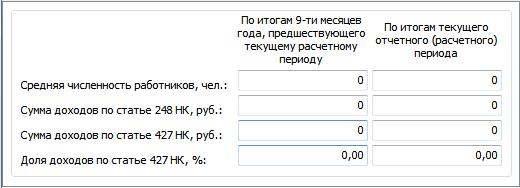 По итогам 9-ти месяцев
года, предшествующего
текущему расчетному
периоду
По итогам текущего
отчетного (расчетного)
периода
Средняя численность работников, чел.: 0 0
Сумма доходов по статье 248 НК, руб.: 0 0
Сумма доходов по статье 427 НК, руб.: 0 0
Доля доходов по статье 427 НК, %: 0,00 0,00